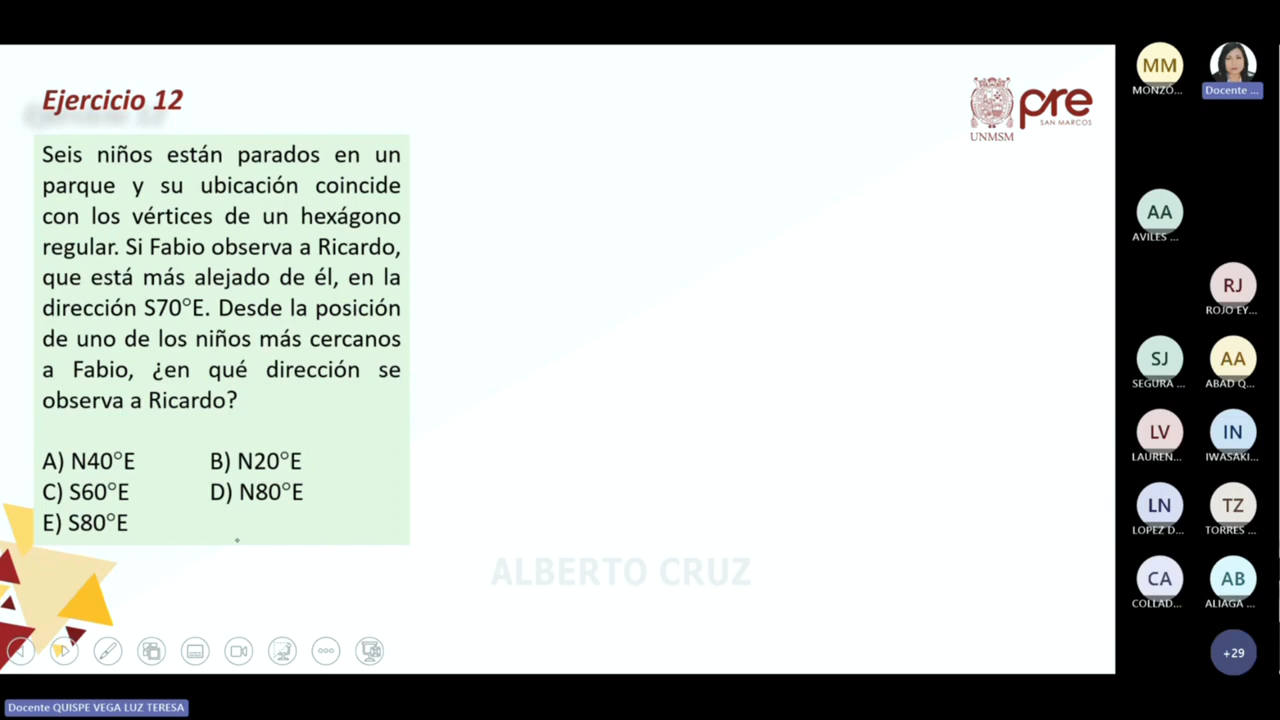 Ejercicio 12
Seis niños están parados en un
parque y su ubicación coincide
con los vértices de un hexágono
regular. Si Fabio observa a Ricardo,
que está más alejado de él, en la
dirección S70°E. Desde la posición
de uno de los niños más cercanos
a Fabio, ¿en qué dirección se
observa a Ricardo?
A) N40°E B) N20°E
C) S60°E D) N80°E
E) S80°E
UNMSM
pre
SAN MARCOS
ALBERTO CRUZ
MM
MONZO...
Docente ...
AA
AVILES ...
RJ
ROJO EY...
SJ
SEGURA ...
AA
ABAD Q...
LV
LAUREN...
IN
IWASAKI...
LN
LOPEZ D...
TZ
TORRES ...
CA
COLLAD...
AB
ALIAGA ...
+29
Docente QUISPE VEGA LUZ TERESA